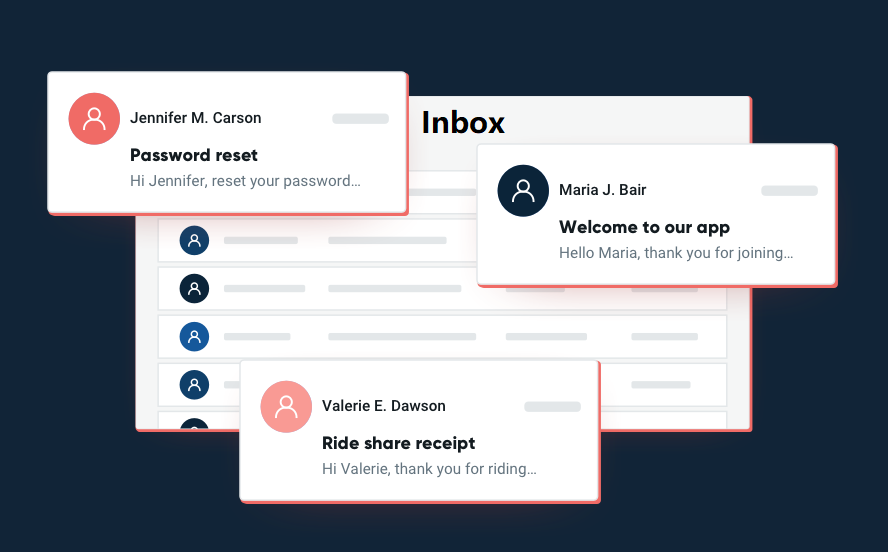 Inbox
Jennifer M. Carson
Password reset
Hi Jennifer, reset your password...
Maria J. Bair
Welcome to our app
Hello Maria, thank you for joining...
Valerie E. Dawson
Ride share receipt
Hi Valerie, thank you for riding...